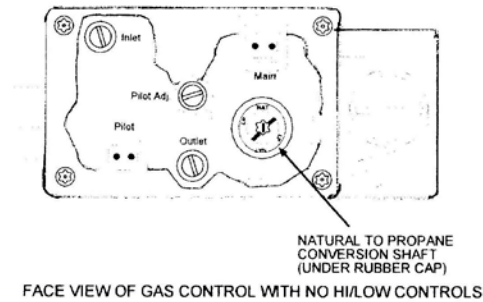 Inlet
Main
Pilot Adj
NAT
Pilot
Outlet
NATURAL TO PROPANE
CONVERSION SHAFT
(UNDER RUBBER CAP)
FACE VIEW OF GAS CONTROL WITH NO HI/LOW CONTROLS